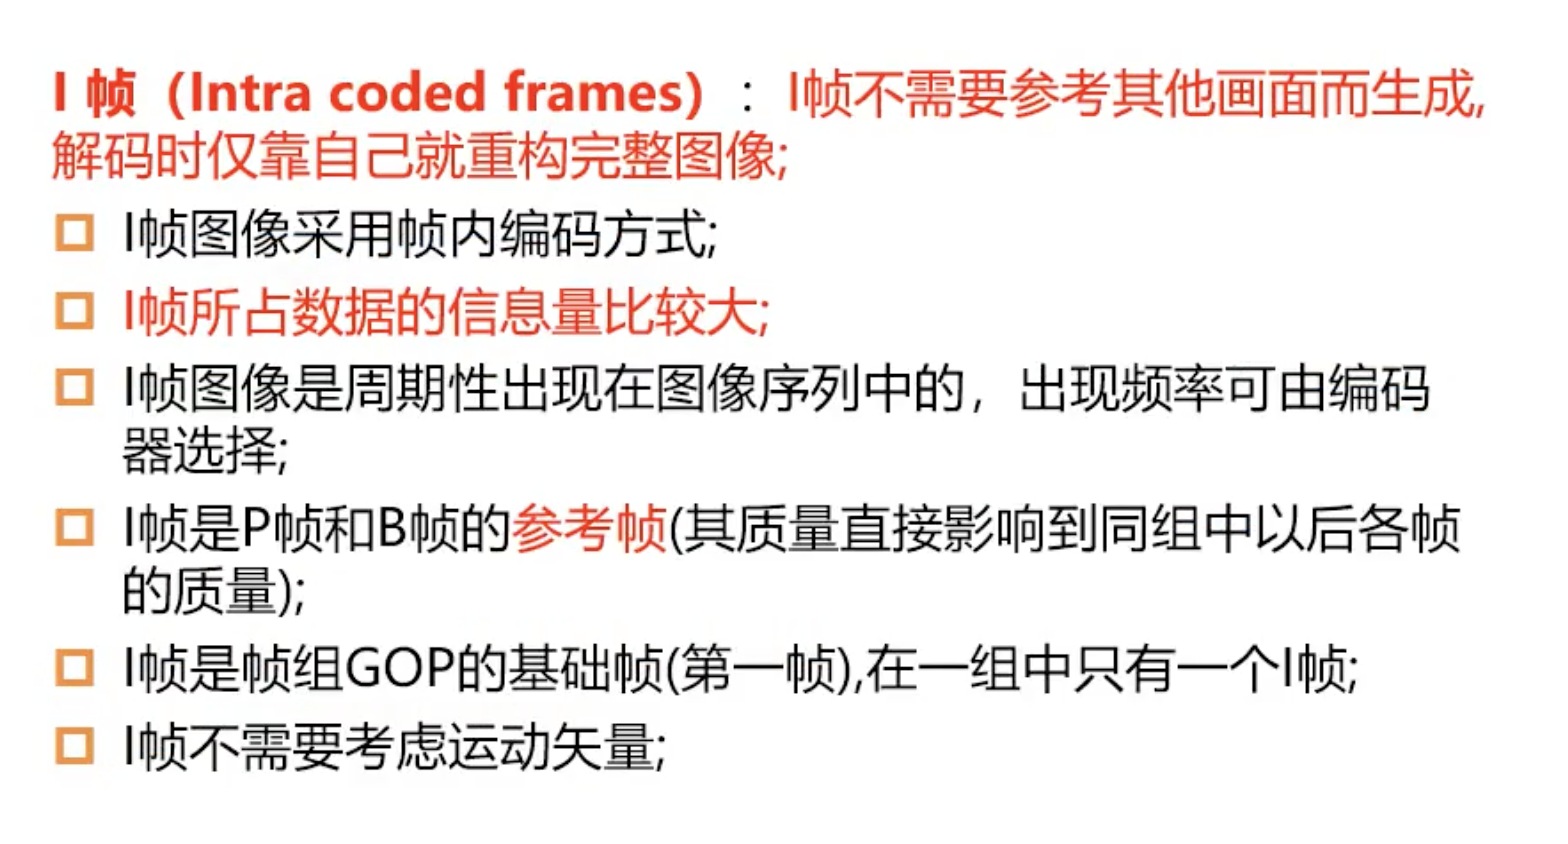 I 帧（Intra coded frames）：I帧不需要参考其他画面而生成,
解码时仅靠自己就重构完整图像;
I帧图像采用帧内编码方式;
I帧所占数据的信息量比较大;
I帧图像是周期性出现在图像序列中的，出现频率可由编码
器选择;
I帧是P帧和B帧的参考帧(其质量直接影响到同组中以后各帧
的质量);
I帧是帧组GOP的基础帧(第一帧),在一组中只有一个I帧;
I帧不需要考虑运动矢量;